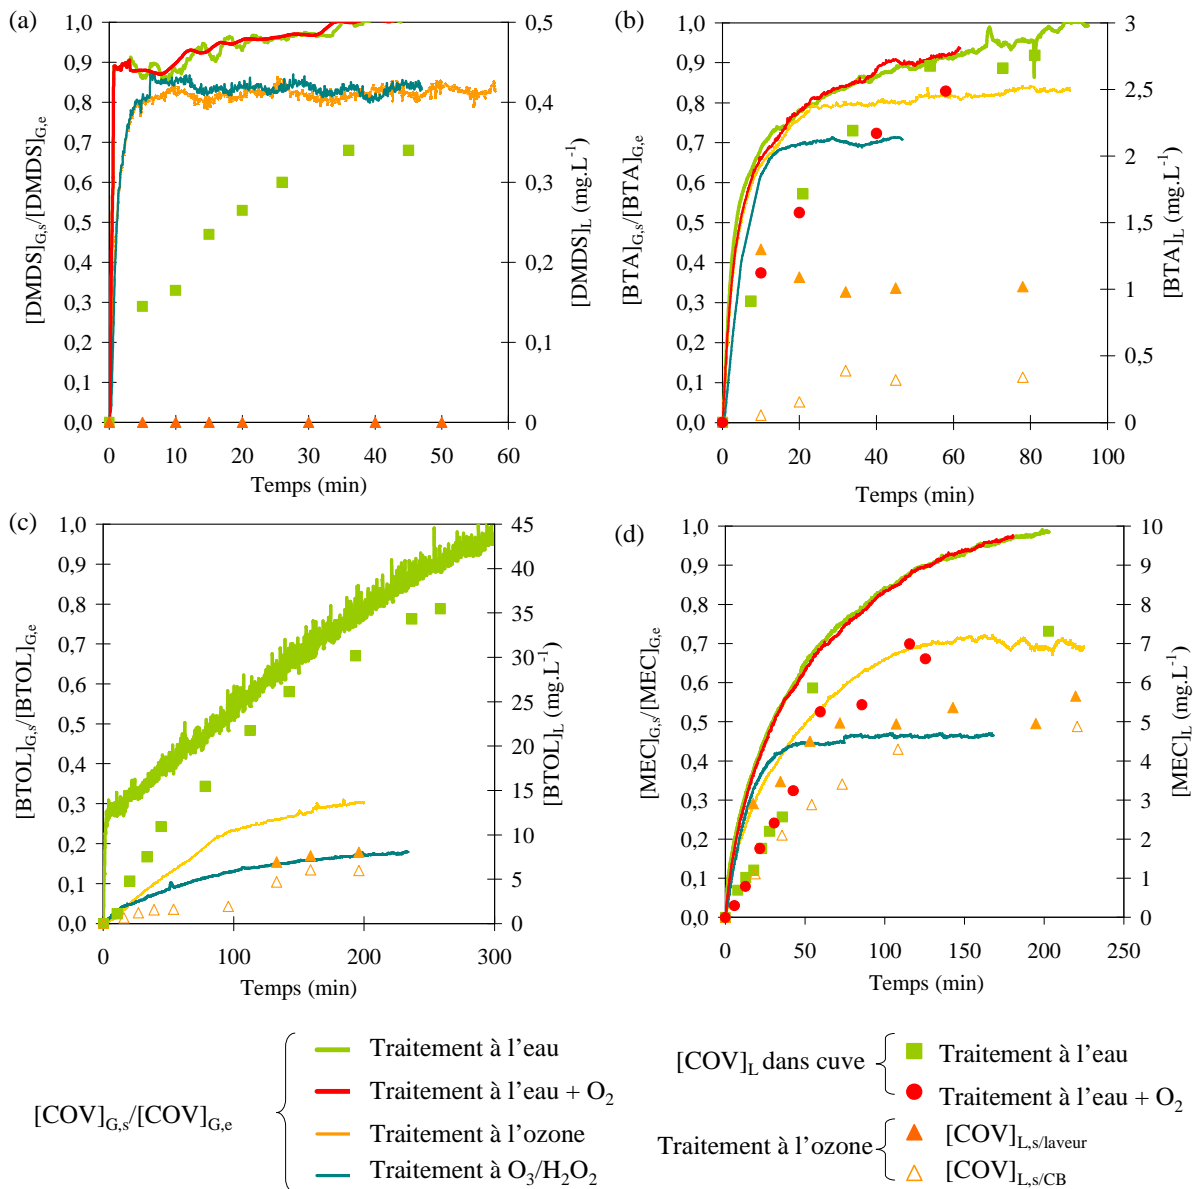 (a)
[DMDS]G,s/[DMDS]G,e
1,0
0,9
0,8
0,7
0,6
0,5
0,4
0,3
0,2
0,1
0,0
0 10 20 30 40 50 60
Temps (min)
0,5
0,4
0,3
0,2
0,1
0
[DMDS]L (mg.L-1)
(b)
[BTA]G,s/[BTA]G,e
1,0
0,9
0,8
0,7
0,6
0,5
0,4
0,3
0,2
0,1
0,0
0 20 40 60 80 100
Temps (min)
3
2,5
2
1,5
1
0,5
0
[BTA]L (mg.L-1)
(c)
[BTOL]G,s/[BTOL]G,e
1,0
0,9
0,8
0,7
0,6
0,5
0,4
0,3
0,2
0,1
0,0
0 100 200 300
Temps (min)
45
40
35
30
25
20
15
10
5
0
[BTOL]L (mg.L-1)
(d)
[MEC]G,s/[MEC]G,e
1,0
0,9
0,8
0,7
0,6
0,5
0,4
0,3
0,2
0,1
0,0
0 50 100 150 200 250
Temps (min)
10
9
8
7
6
5
4
3
2
1
0
[MEC]L (mg.L-1)
[COV]G,s/[COV]G,e
Traitement à l'eau
Traitement à l'eau + O2
Traitement à l'ozone
Traitement à O3/H2O2
[COV]L dans cuve
Traitement à l'eau
Traitement à l'eau + O2
Traitement à l'ozone
[COV]L,s/laveur
[COV]L,s/CB